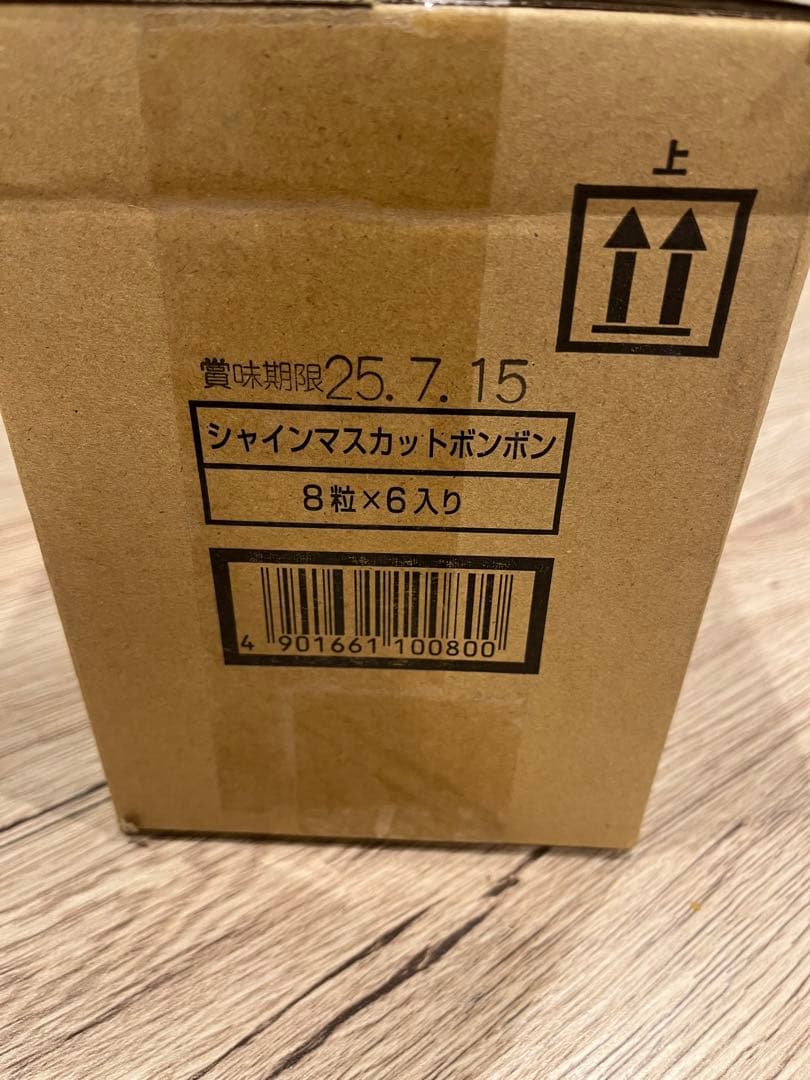 上
賞味期限25.7.15
シャインマスカットボンボン
8粒×6入り
4 901661 100800